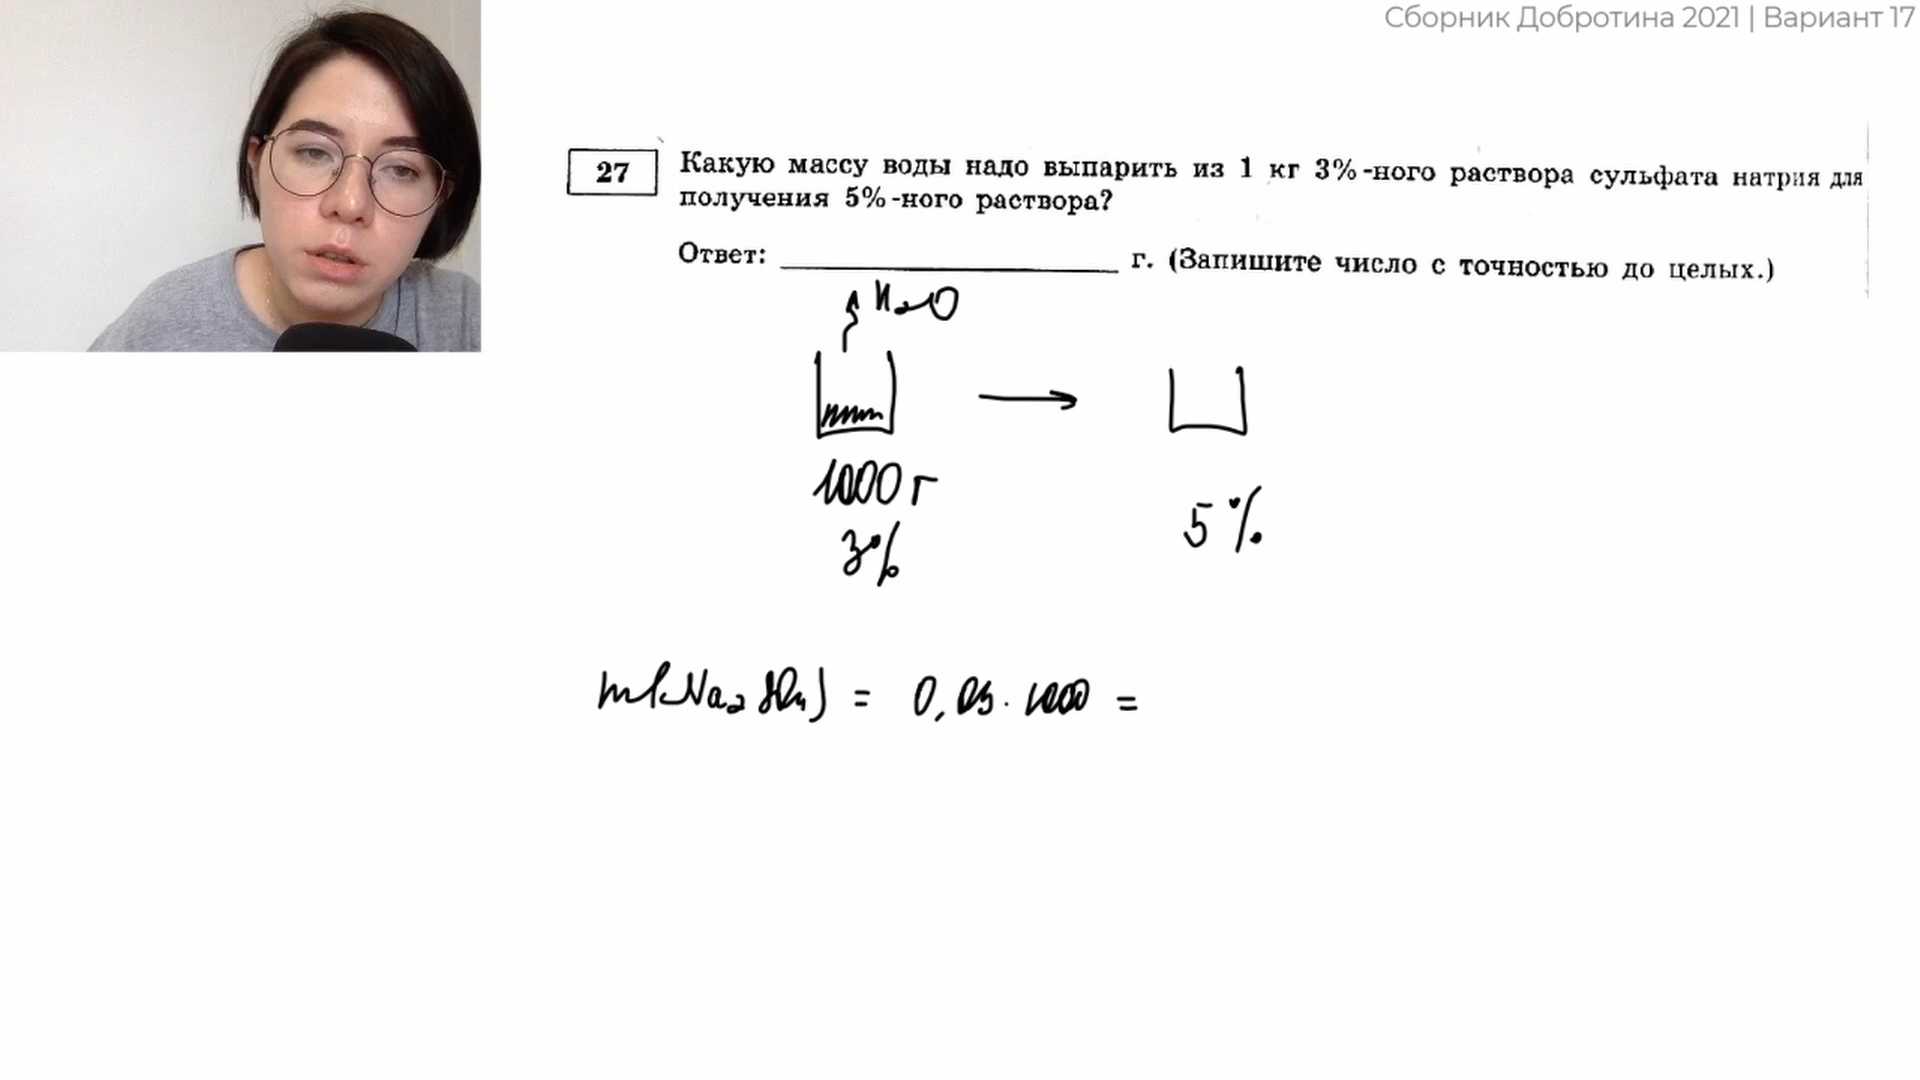 Сборник Добротина 2021 | Вариант 17
27 Какую массу воды надо выпарить из 1 кг 3%-ного раствора сульфата натрия для
получения 5%-ного раствора?
Ответ: ____________ г. (Запишите число с точностью до целых.)
H₂O
1000 г
3%
5%
m(Na₂SO₄) = 0,03 · 1000 =